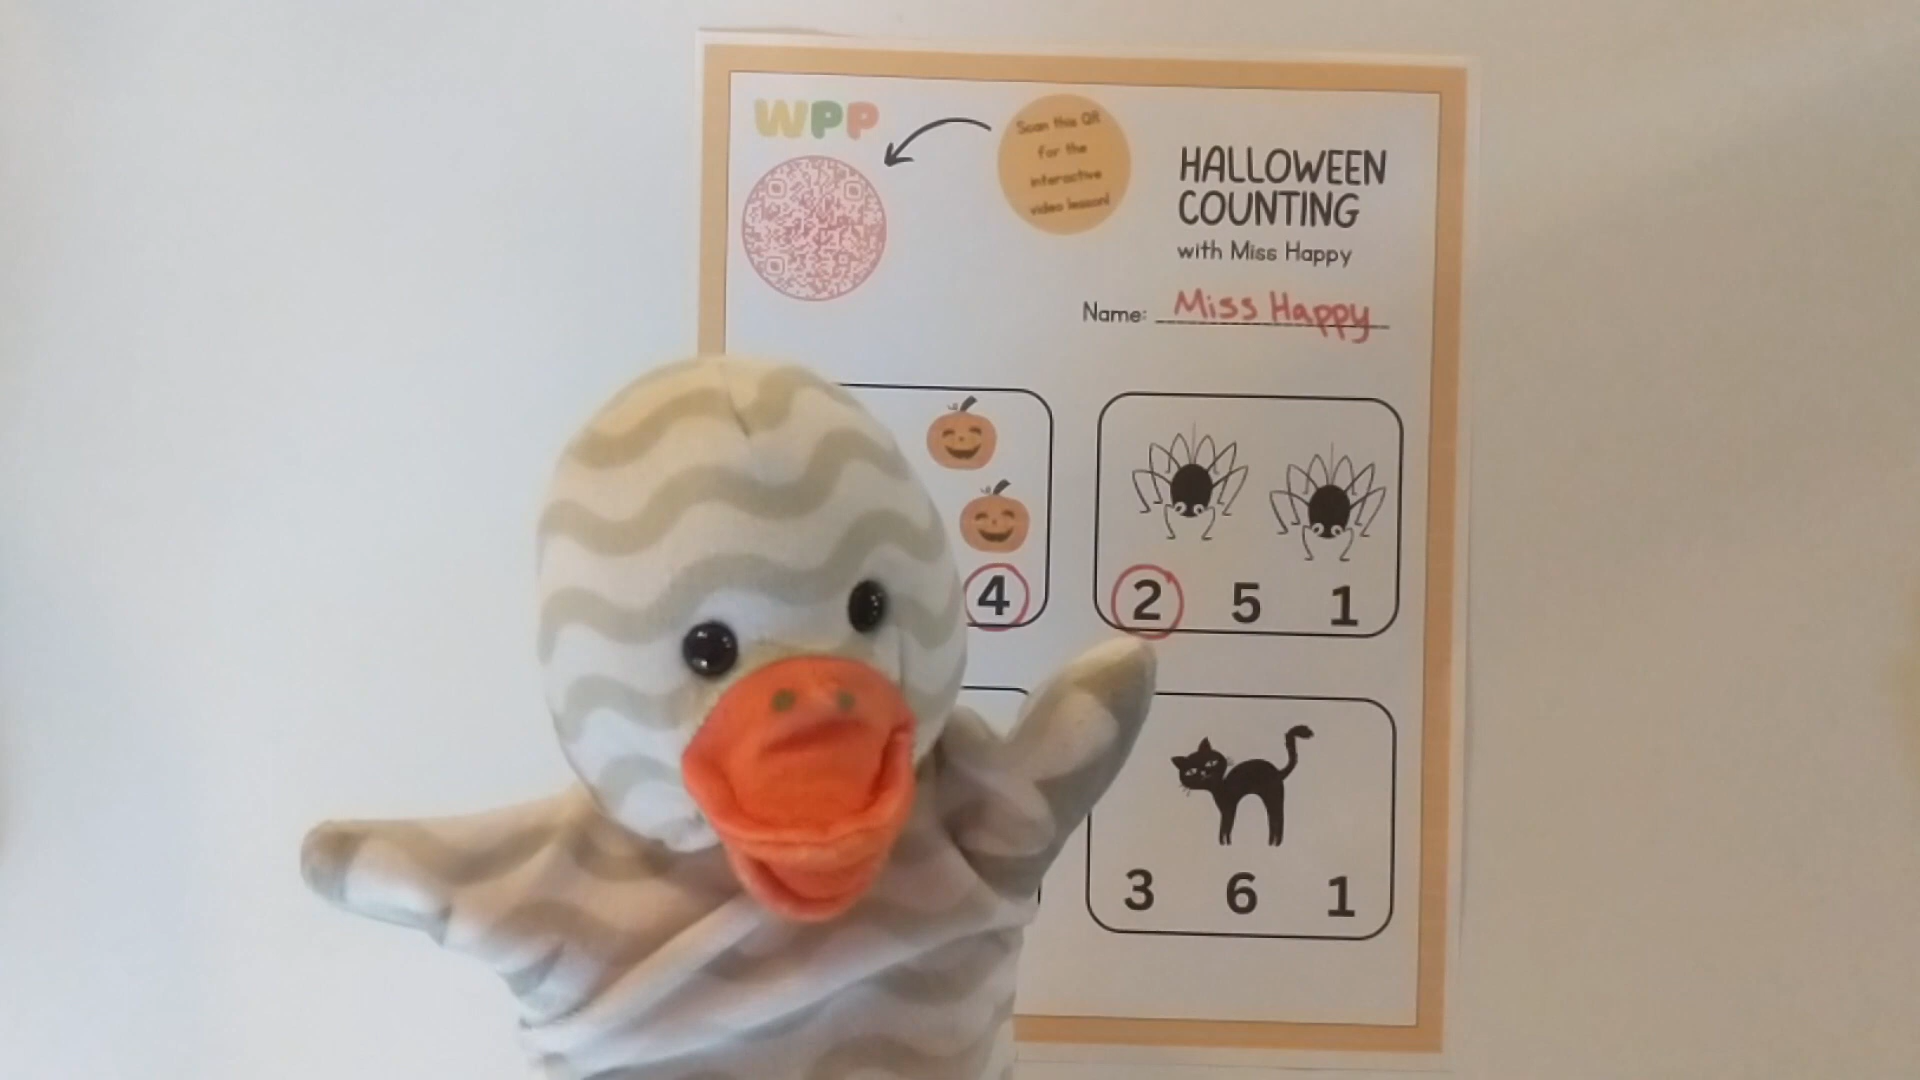 WPP
Scan this QR
for the
interactive
video lesson!
HALLOWEEN
COUNTING
with Miss Happy
Name: Miss Happy
4
2 5 1
3 6 1